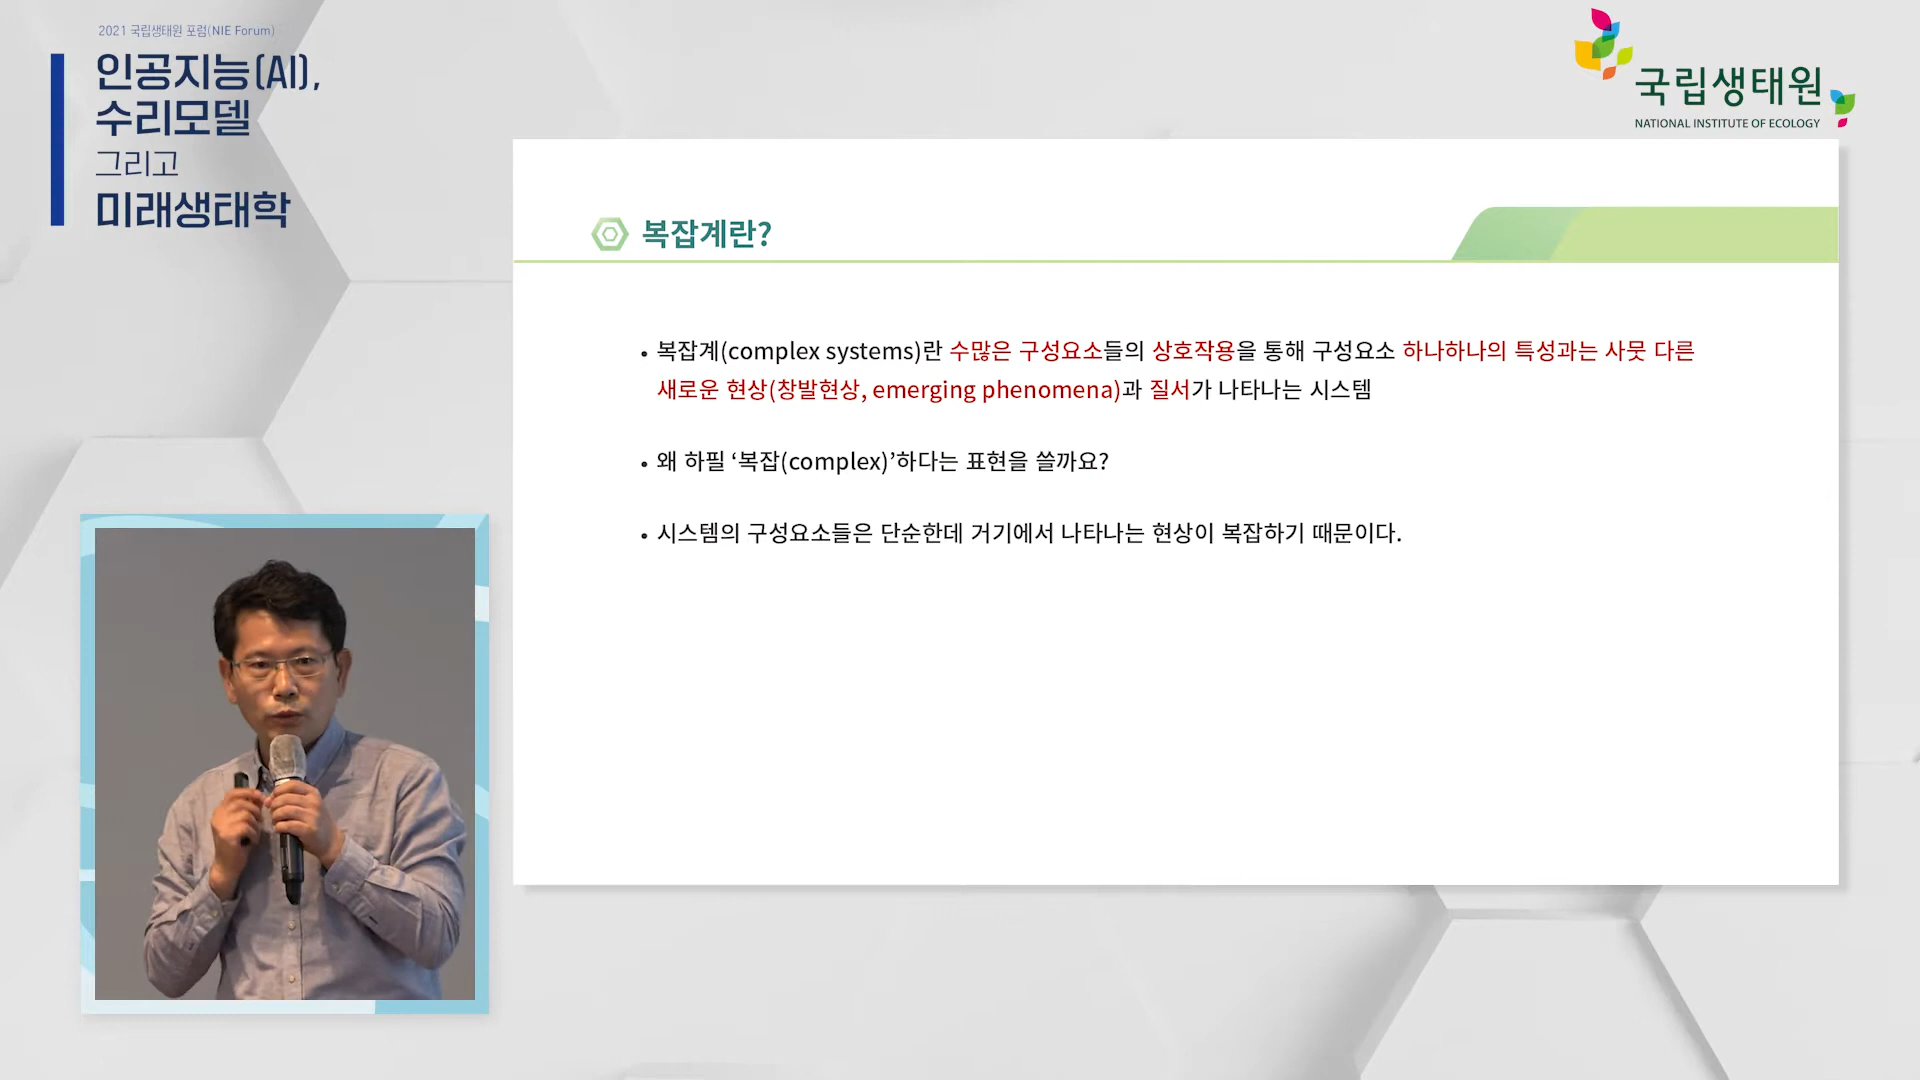 2021 국립생태원 포럼(NIE Forum)
인공지능(AI),
수리모델
그리고
미래생태학
국립생태원
NATIONAL INSTITUTE OF ECOLOGY
복잡계란?
• 복잡계(complex systems)란 수많은 구성요소들의 상호작용을 통해 구성요소 하나하나의 특성과는 사뭇 다른
새로운 현상(창발현상, emerging phenomena)과 질서가 나타나는 시스템
• 왜 하필 ‘복잡(complex)’하다는 표현을 쓸까요?
• 시스템의 구성요소들은 단순한데 거기에서 나타나는 현상이 복잡하기 때문이다.